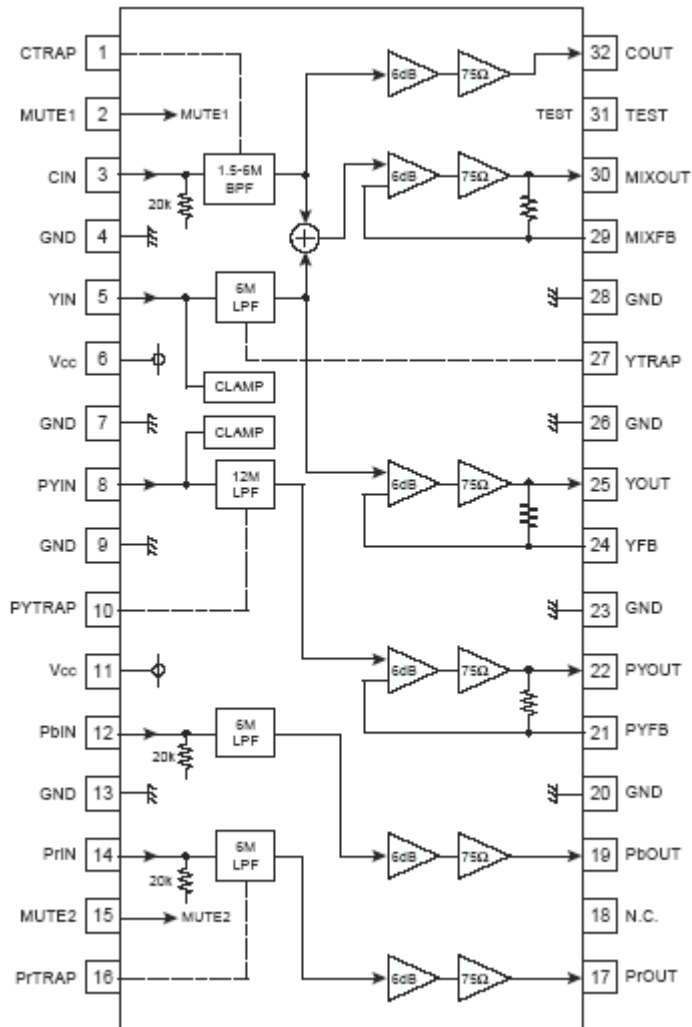 CTRAP 1 6dB 75Ω 32 COUT
MUTE1 2 MUTE1 TEST 31 TEST
CIN 3 1.5-6M BPF 6dB 75Ω 30 MIXOUT
20k
GND 4 + 29 MIXFB
YIN 5 6M LPF 28 GND
Vcc 6 27 YTRAP
CLAMP
GND 7 CLAMP 26 GND
PYIN 8 12M LPF 6dB 75Ω 25 YOUT
GND 9 24 YFB
PYTRAP 10 23 GND
Vcc 11 6dB 75Ω 22 PYOUT
PbIN 12 6M LPF 21 PYFB
20k
GND 13 20 GND
PrIN 14 6M LPF 6dB 75Ω 19 PbOUT
20k
MUTE2 15 MUTE2 18 N.C.
PrTRAP 16 6dB 75Ω 17 PrOUT